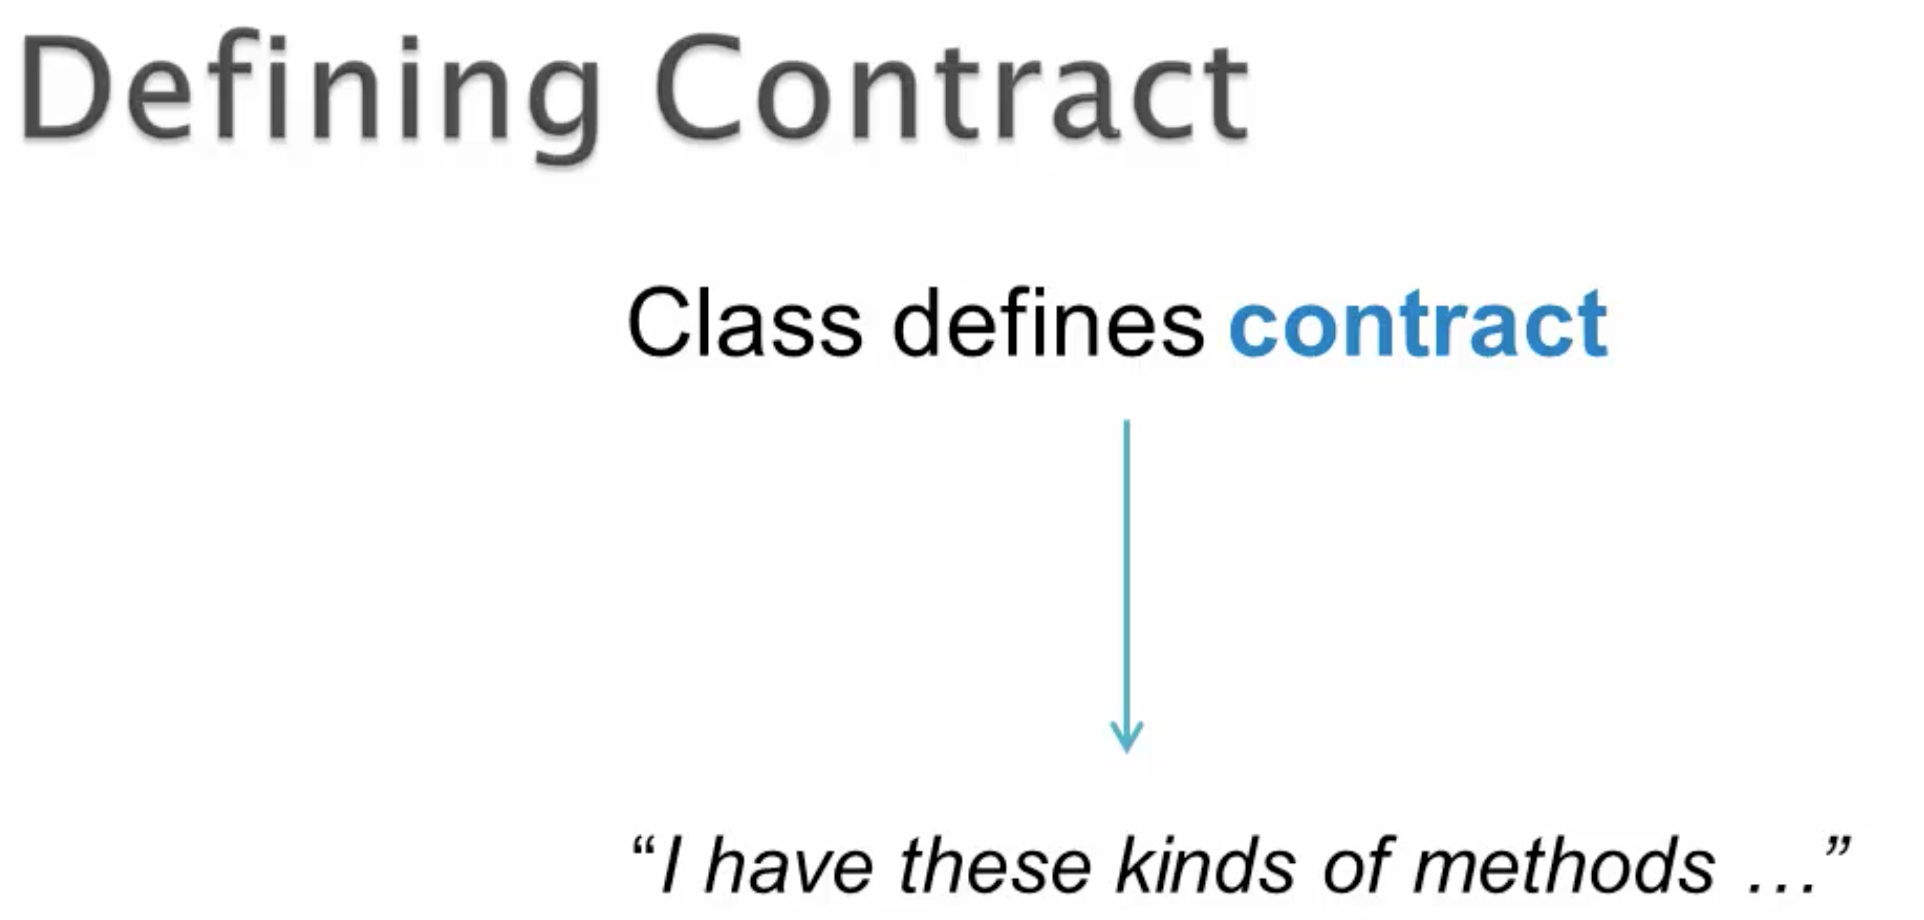 Defining Contract
Class defines contract
“I have these kinds of methods …”